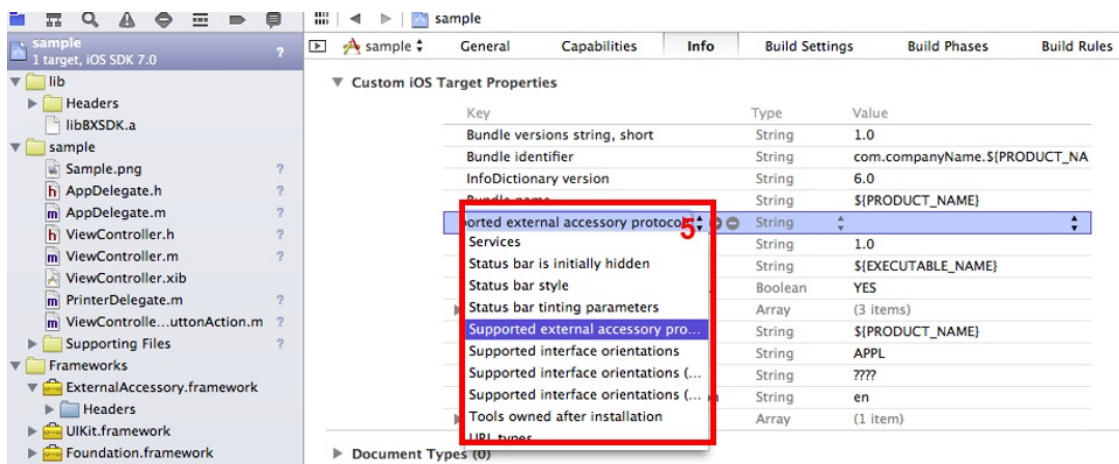 sample
1 target, iOS SDK 7.0
?
lib
Headers
libBXSDK.a
sample
Sample.png ?
AppDelegate.h ?
AppDelegate.m ?
ViewController.h ?
ViewController.m ?
ViewController.xib
PrinterDelegate.m ?
ViewControlle...uttonAction.m ?
Supporting Files ?
Frameworks
ExternalAccessory.framework
Headers
UIKit.framework
Foundation.framework
sample
sample General Capabilities Info Build Settings Build Phases Build Rules
Custom iOS Target Properties
Key Type Value
Bundle versions string, short String 1.0
Bundle identifier String com.companyName.${PRODUCT_NA
InfoDictionary version String 6.0
Bundle name String ${PRODUCT_NAME}
orted external accessory protoco 5 String
Services String 1.0
Status bar is initially hidden String ${EXECUTABLE_NAME}
Status bar style Boolean YES
Status bar tinting parameters Array (3 items)
Supported external accessory pro... String ${PRODUCT_NAME}
Supported interface orientations String APPL
Supported interface orientations (... String ????
Supported interface orientations (... String en
Tools owned after installation Array (1 item)
URL types
Document Types (0)